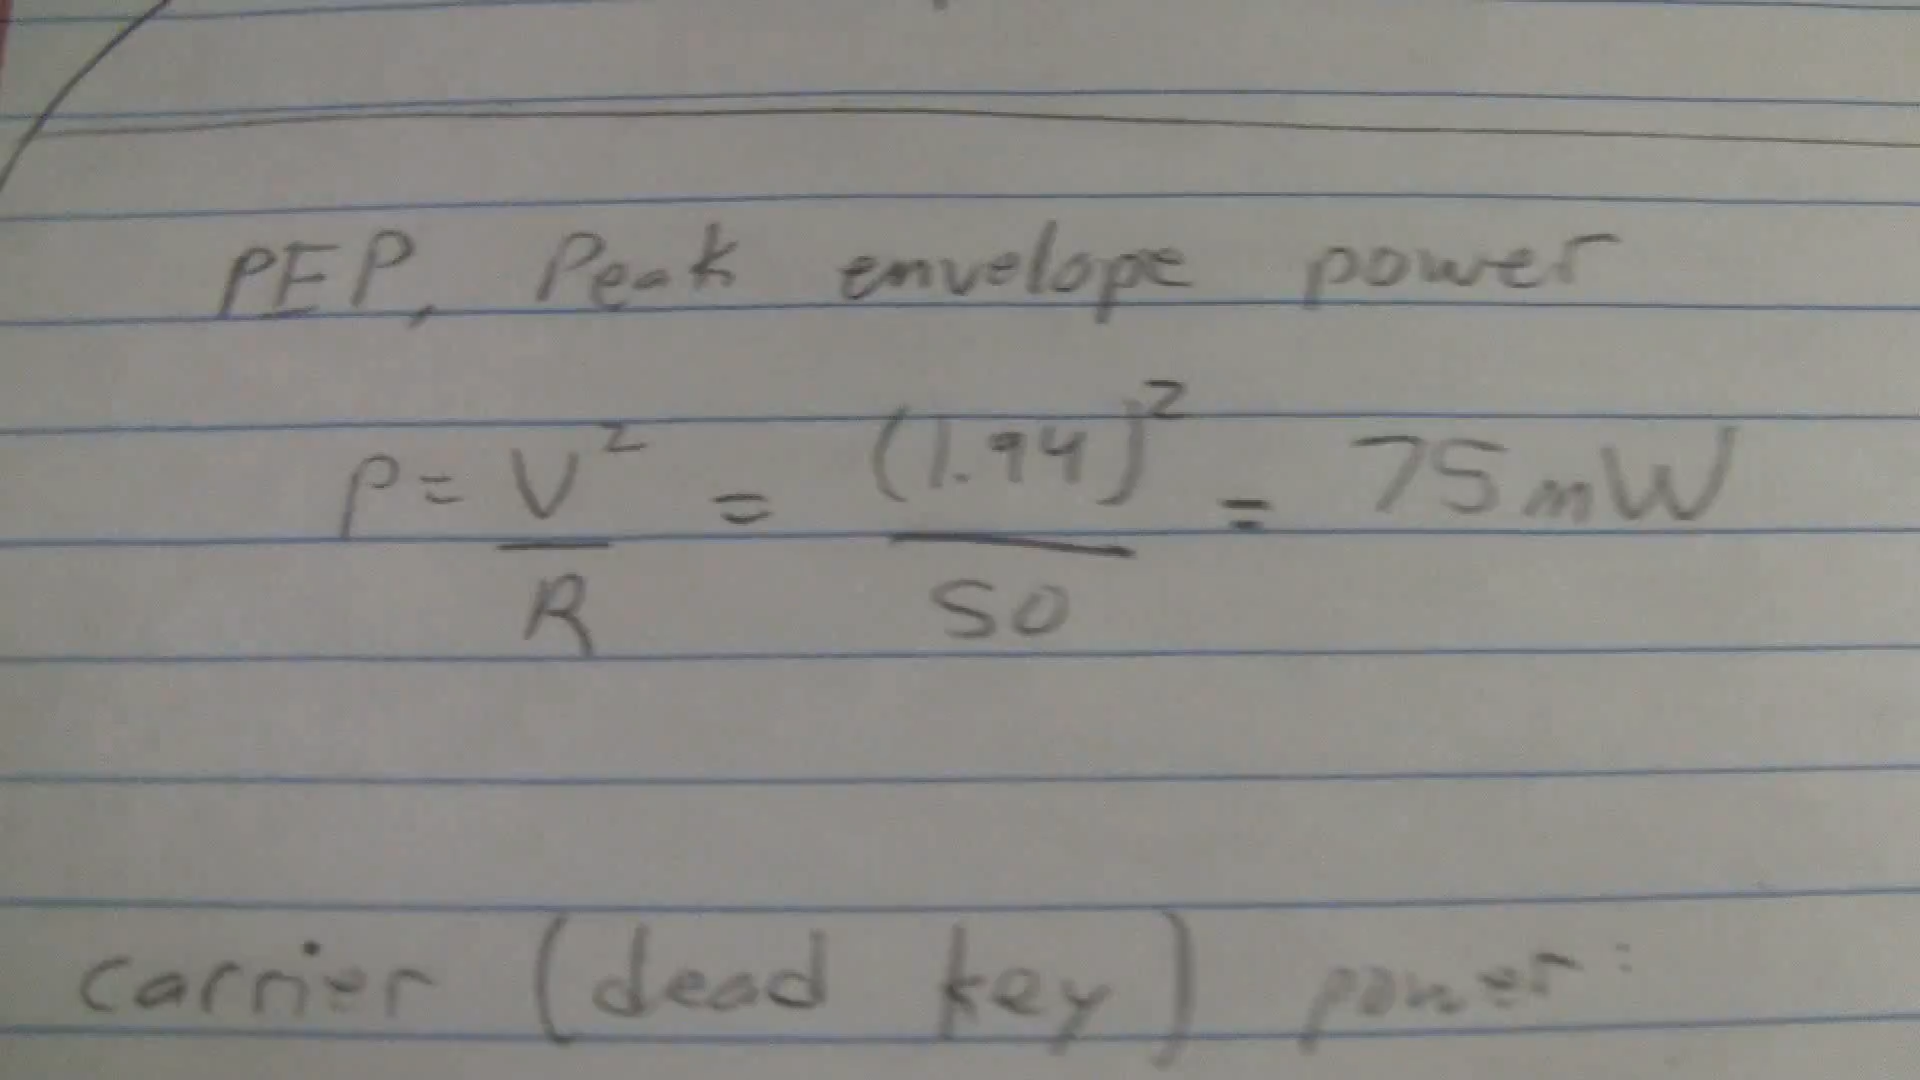 PEP, Peak envelope power
P = V² / R = (1.94)² / 50 = 75 mW
carrier (dead key) power: